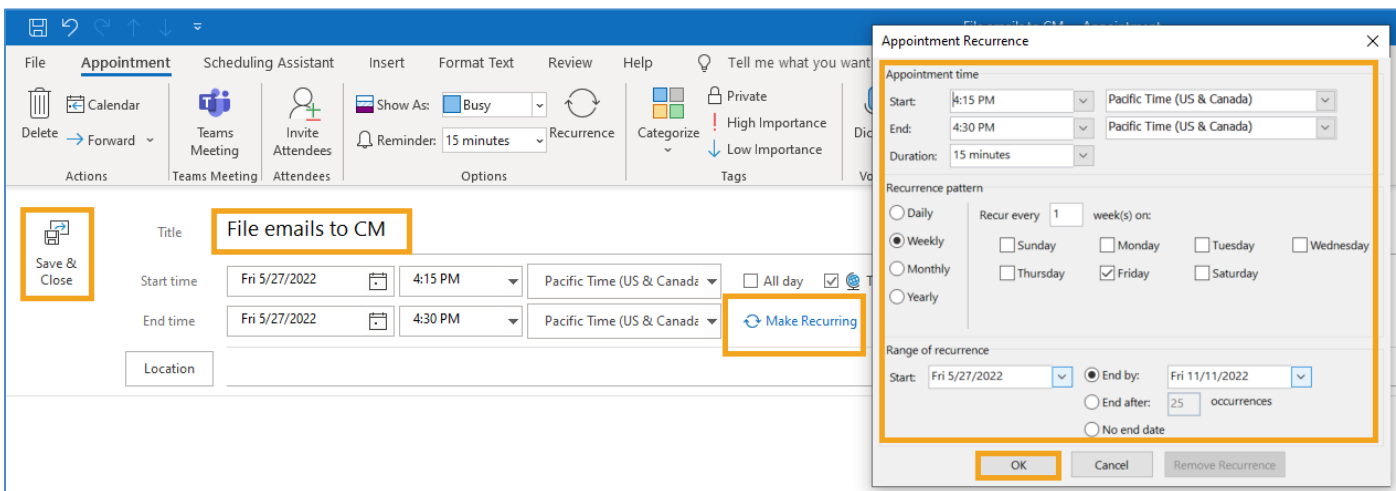 File emails to CM - Appointment
File Appointment Scheduling Assistant Insert Format Text Review Help Tell me what you want
Delete
Calendar
Forward
Actions
Teams
Meeting
Teams Meeting
Invite
Attendees
Attendees
Show As: Busy
Reminder: 15 minutes
Recurrence
Options
Categorize
Private
High Importance
Low Importance
Tags
Dic
Vo
Save &
Close
Title File emails to CM
Start time Fri 5/27/2022 4:15 PM Pacific Time (US & Canada All day T
End time Fri 5/27/2022 4:30 PM Pacific Time (US & Canada Make Recurring
Location
Appointment Recurrence
Appointment time
Start: 4:15 PM Pacific Time (US & Canada)
End: 4:30 PM Pacific Time (US & Canada)
Duration: 15 minutes
Recurrence pattern
Daily
Weekly
Monthly
Yearly
Recur every 1 week(s) on:
Sunday Monday Tuesday Wednesday
Thursday Friday Saturday
Range of recurrence
Start: Fri 5/27/2022 End by: Fri 11/11/2022
End after: 25 occurrences
No end date
OK Cancel Remove Recurrence